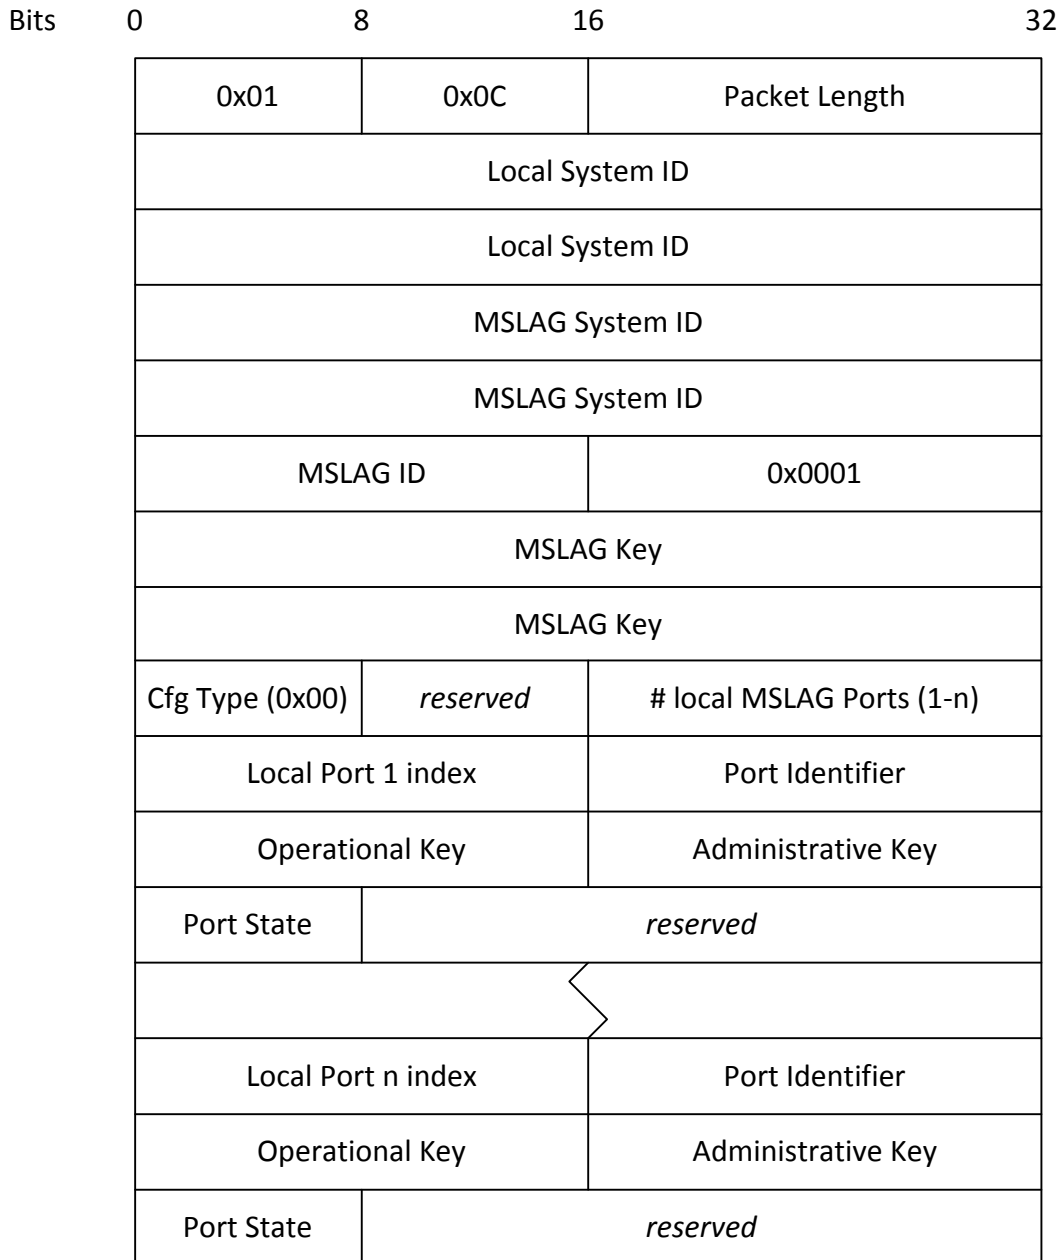 Bits 0 8 16 32
0x01 0x0C Packet Length
Local System ID
Local System ID
MSLAG System ID
MSLAG System ID
MSLAG ID 0x0001
MSLAG Key
MSLAG Key
Cfg Type (0x00) reserved # local MSLAG Ports (1-n)
Local Port 1 index Port Identifier
Operational Key Administrative Key
Port State reserved
Local Port n index Port Identifier
Operational Key Administrative Key
Port State reserved